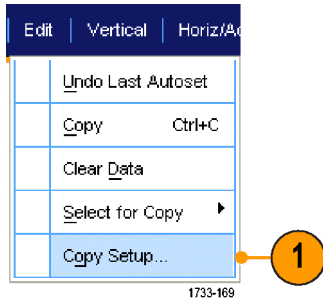 Edit Vertical Horiz/Ac
Undo Last Autoset
Copy Ctrl+C
Clear Data
Select for Copy
Copy Setup...
1
1733-169